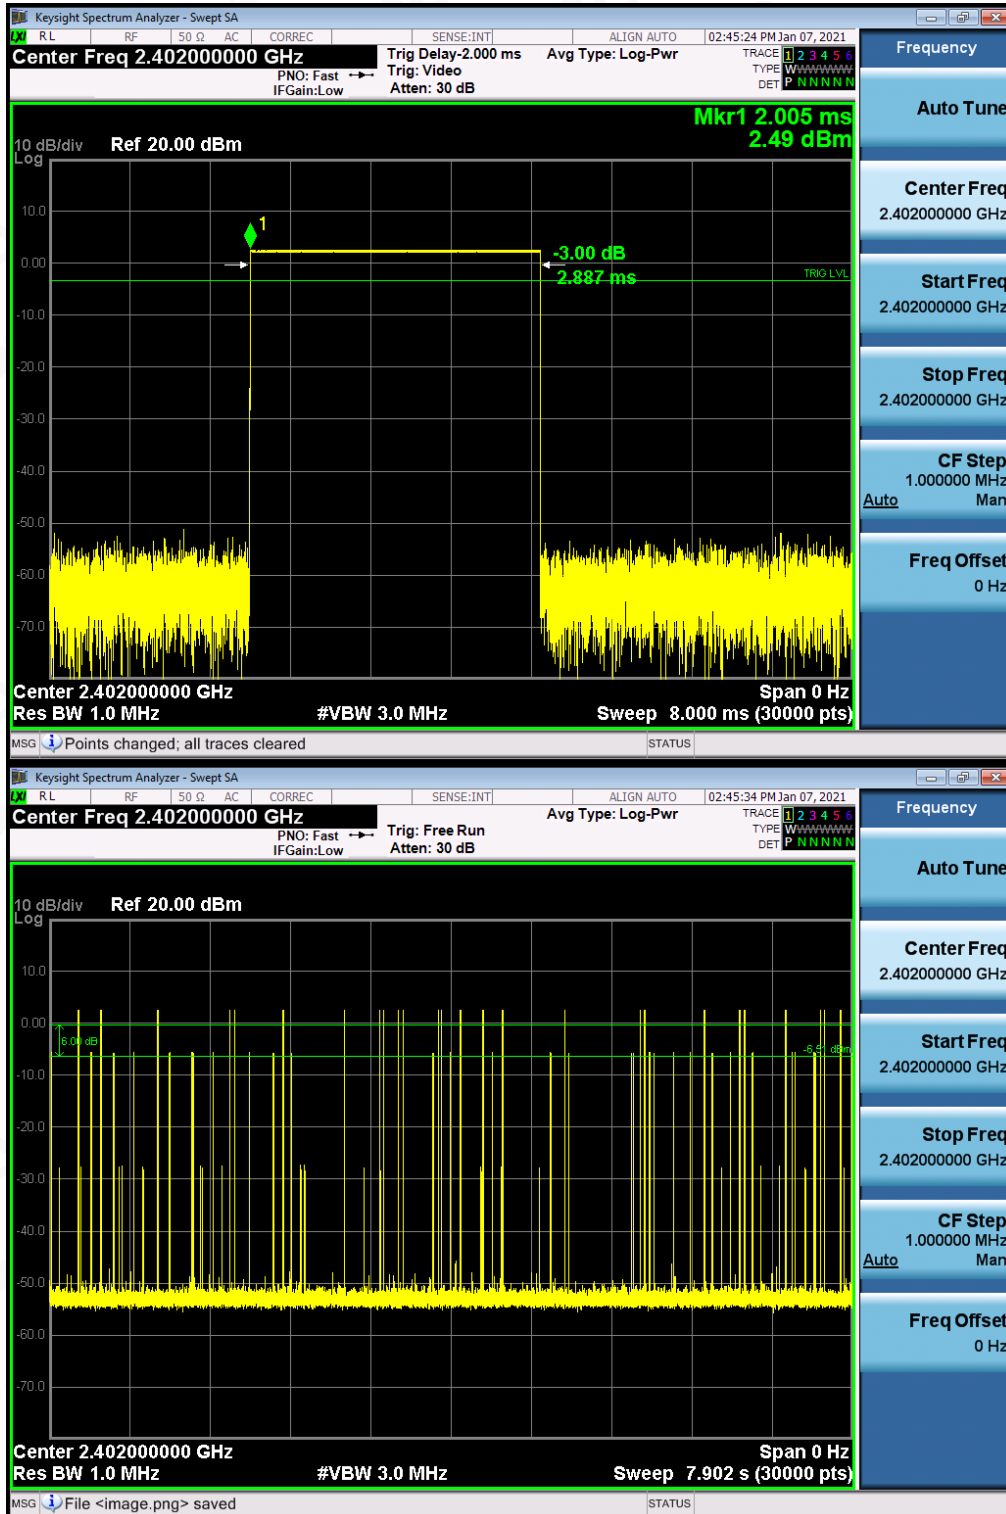 Keysight Spectrum Analyzer - Swept SA
LXI RL RF 50 Ω AC CORREC SENSE:INT ALIGN AUTO 02:45:24 PM Jan 07, 2021
Center Freq 2.402000000 GHz
PNO: Fast
IFGain:Low
Trig Delay-2.000 ms
Trig: Video
Atten: 30 dB
Avg Type: Log-Pwr
TRACE 1 2 3 4 5 6
TYPE WWWWWW
DET P N N N N N
Mkr1 2.005 ms
2.49 dBm
10 dB/div Ref 20.00 dBm
Log
10.0
1
0.00
-3.00 dB
2.887 ms
TRIG LVL
-10.0
-20.0
-30.0
-40.0
-50.0
-60.0
-70.0
Center 2.402000000 GHz Span 0 Hz
Res BW 1.0 MHz #VBW 3.0 MHz Sweep 8.000 ms (30000 pts)
MSG Points changed; all traces cleared STATUS
Frequency
Auto Tune
Center Freq
2.402000000 GHz
Start Freq
2.402000000 GHz
Stop Freq
2.402000000 GHz
CF Step
1.000000 MHz
Auto Man
Freq Offset
0 Hz
Keysight Spectrum Analyzer - Swept SA
LXI RL RF 50 Ω AC CORREC SENSE:INT ALIGN AUTO 02:45:34 PM Jan 07, 2021
Center Freq 2.402000000 GHz
PNO: Fast
IFGain:Low
Trig: Free Run
Atten: 30 dB
Avg Type: Log-Pwr
TRACE 1 2 3 4 5 6
TYPE WWWWWW
DET P N N N N N
10 dB/div Ref 20.00 dBm
Log
10.0
0.00
6.00 dB
-6.51 dBm
-10.0
-20.0
-30.0
-40.0
-50.0
-60.0
-70.0
Center 2.402000000 GHz Span 0 Hz
Res BW 1.0 MHz #VBW 3.0 MHz Sweep 7.902 s (30000 pts)
MSG File <image.png> saved STATUS
Frequency
Auto Tune
Center Freq
2.402000000 GHz
Start Freq
2.402000000 GHz
Stop Freq
2.402000000 GHz
CF Step
1.000000 MHz
Auto Man
Freq Offset
0 Hz